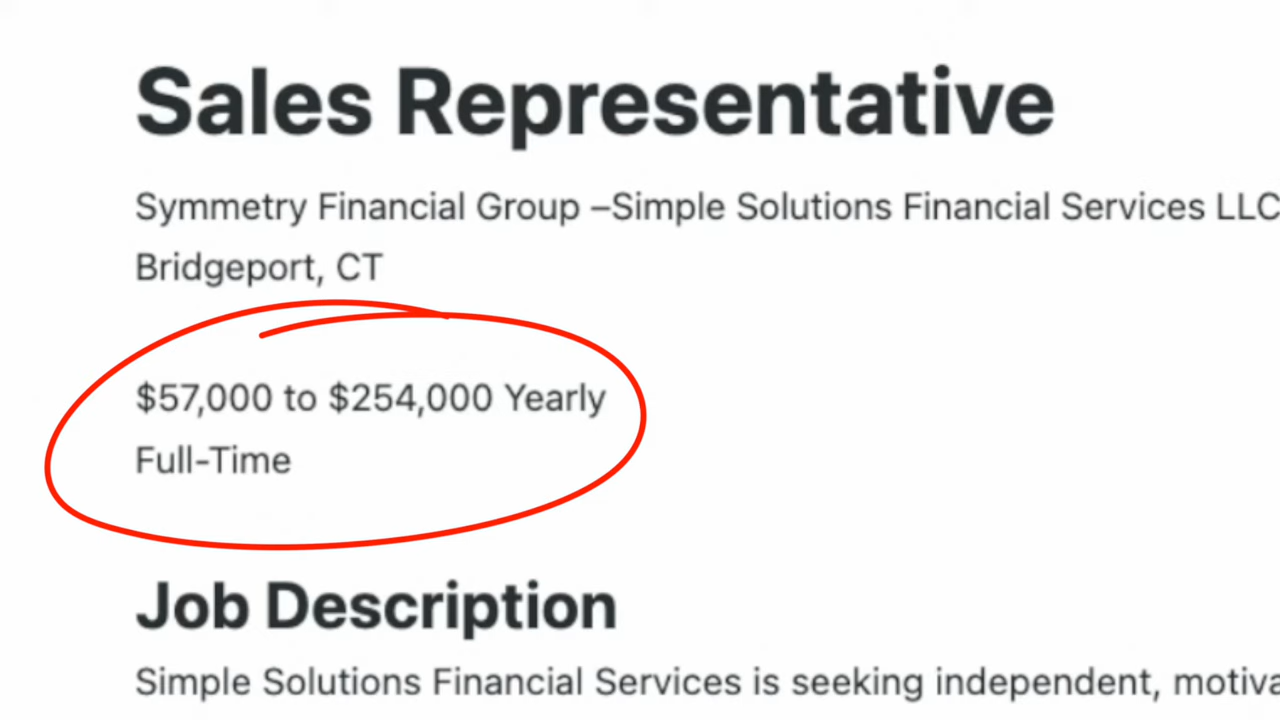 Sales Representative
Symmetry Financial Group –Simple Solutions Financial Services LLC
Bridgeport, CT
$57,000 to $254,000 Yearly
Full-Time
Job Description
Simple Solutions Financial Services is seeking independent,